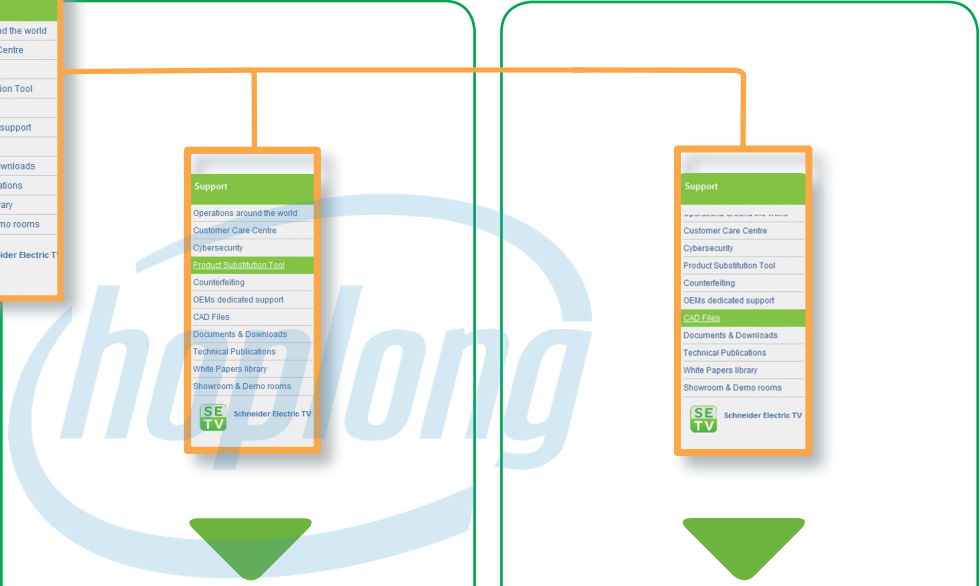 nd the world
Centre
ion Tool
support
wnloads
ations
rary
mo rooms
ider Electric T
Support
Operations around the world
Customer Care Centre
Cybersecurity
Product Substitution Tool
Counterfeiting
OEMs dedicated support
CAD Files
Documents & Downloads
Technical Publications
White Papers library
Showroom & Demo rooms
SE
TV
Schneider Electric TV
Support
Operations around the world
Customer Care Centre
Cybersecurity
Product Substitution Tool
Counterfeiting
OEMs dedicated support
CAD Files
Documents & Downloads
Technical Publications
White Papers library
Showroom & Demo rooms
SE
TV
Schneider Electric TV
hoplong